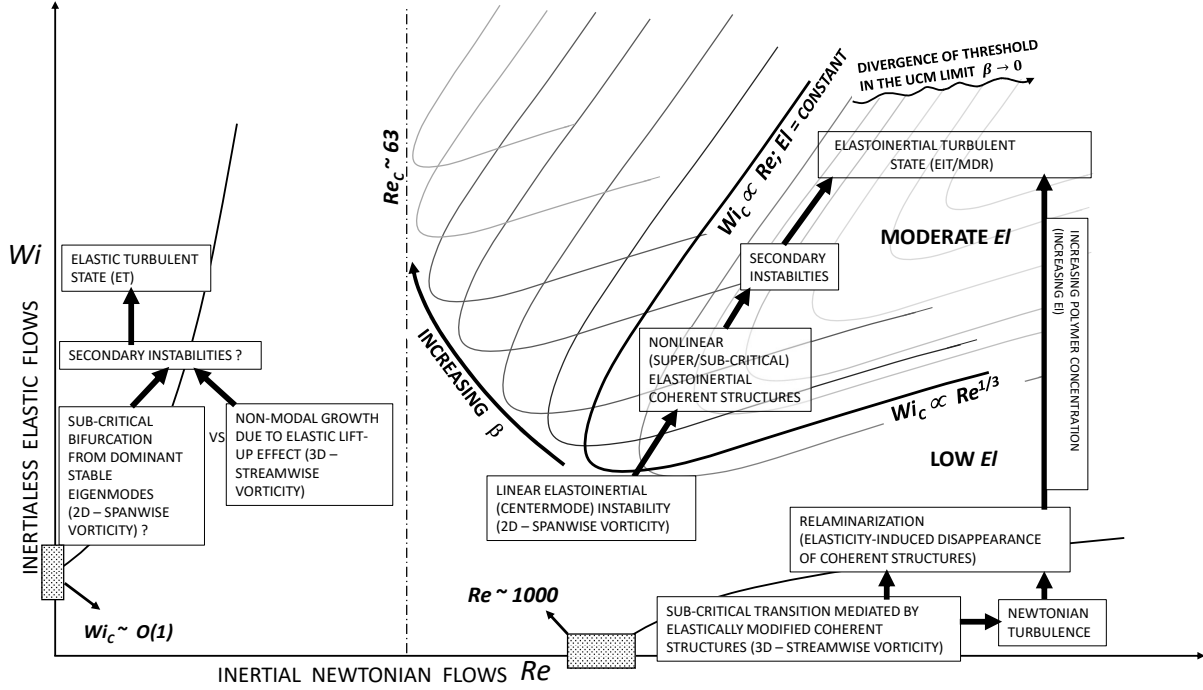 DIVERGENCE OF THRESHOLD
IN THE UCM LIMIT β → 0
Re_C ~ 63
Wi_C ∝ Re; El = CONSTANT
ELASTOINERTIAL TURBULENT
STATE (EIT/MDR)
MODERATE El
INCREASING POLYMER CONCENTRATION
(INCREASING El)
SECONDARY
INSTABILTIES
Wi
ELASTIC TURBULENT
STATE (ET)
INERTIALESS ELASTIC FLOWS
SECONDARY INSTABILITIES ?
SUB-CRITICAL
BIFURCATION
FROM DOMINANT
STABLE
EIGENMODES
(2D – SPANWISE
VORTICITY) ?
VS
NON-MODAL GROWTH
DUE TO ELASTIC LIFT-
UP EFFECT (3D –
STREAMWISE
VORTICITY)
INCREASING β
NONLINEAR
(SUPER/SUB-CRITICAL)
ELASTOINERTIAL
COHERENT STRUCTURES
Wi_C ∝ Re^{1/3}
LOW El
LINEAR ELASTOINERTIAL
(CENTERMODE) INSTABILITY
(2D – SPANWISE VORTICITY)
RELAMINARIZATION
(ELASTICITY-INDUCED DISAPPEARANCE
OF COHERENT STRUCTURES)
Wi_C ~ O(1)
Re ~ 1000
SUB-CRITICAL TRANSITION MEDIATED BY
ELASTICALLY MODIFIED COHERENT
STRUCTURES (3D – STREAMWISE VORTICITY)
NEWTONIAN
TURBULENCE
INERTIAL NEWTONIAN FLOWS Re